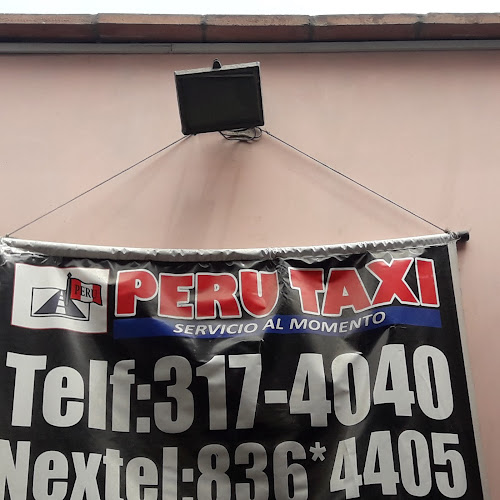 PERU
PERU TAXI
SERVICIO AL MOMENTO
Telf:317-4040
Nextel:836*4405